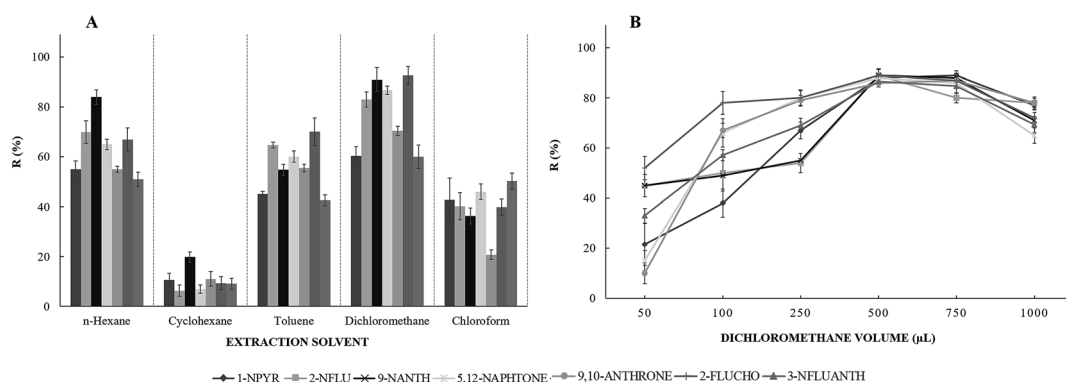 A
R (%)
100
80
60
40
20
0
n-Hexane Cyclohexane Toluene Dichloromethane Chloroform
EXTRACTION SOLVENT
B
R (%)
100
80
60
40
20
0
50 100 250 500 750 1000
DICHLOROMETHANE VOLUME (µL)
1-NPYR 2-NFLU 9-NANTH 5,12-NAPHTONE 9,10-ANTHRONE 2-FLUCHO 3-NFLUANTH